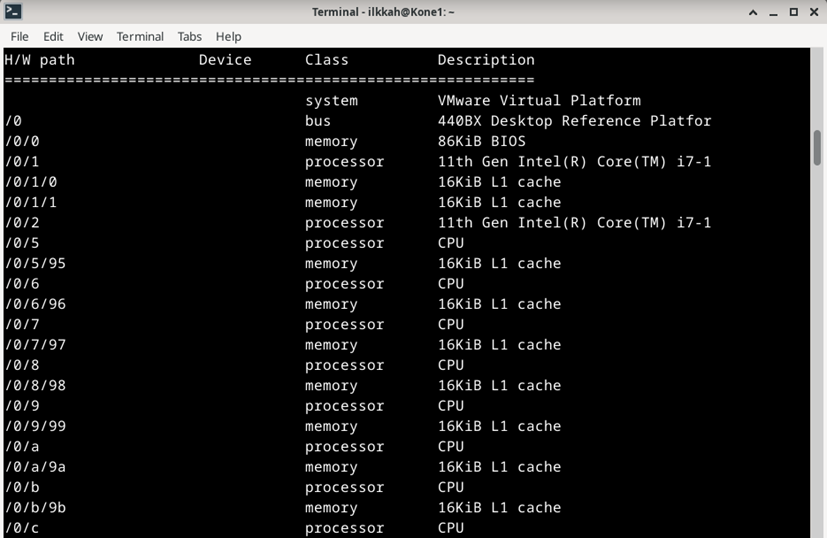 Terminal - ilkkah@Kone1: ~
File Edit View Terminal Tabs Help
H/W path Device Class Description
============================================================
system VMware Virtual Platform
/0 bus 440BX Desktop Reference Platfor
/0/0 memory 86KiB BIOS
/0/1 processor 11th Gen Intel(R) Core(TM) i7-1
/0/1/0 memory 16KiB L1 cache
/0/1/1 memory 16KiB L1 cache
/0/2 processor 11th Gen Intel(R) Core(TM) i7-1
/0/5 processor CPU
/0/5/95 memory 16KiB L1 cache
/0/6 processor CPU
/0/6/96 memory 16KiB L1 cache
/0/7 processor CPU
/0/7/97 memory 16KiB L1 cache
/0/8 processor CPU
/0/8/98 memory 16KiB L1 cache
/0/9 processor CPU
/0/9/99 memory 16KiB L1 cache
/0/a processor CPU
/0/a/9a memory 16KiB L1 cache
/0/b processor CPU
/0/b/9b memory 16KiB L1 cache
/0/c processor CPU